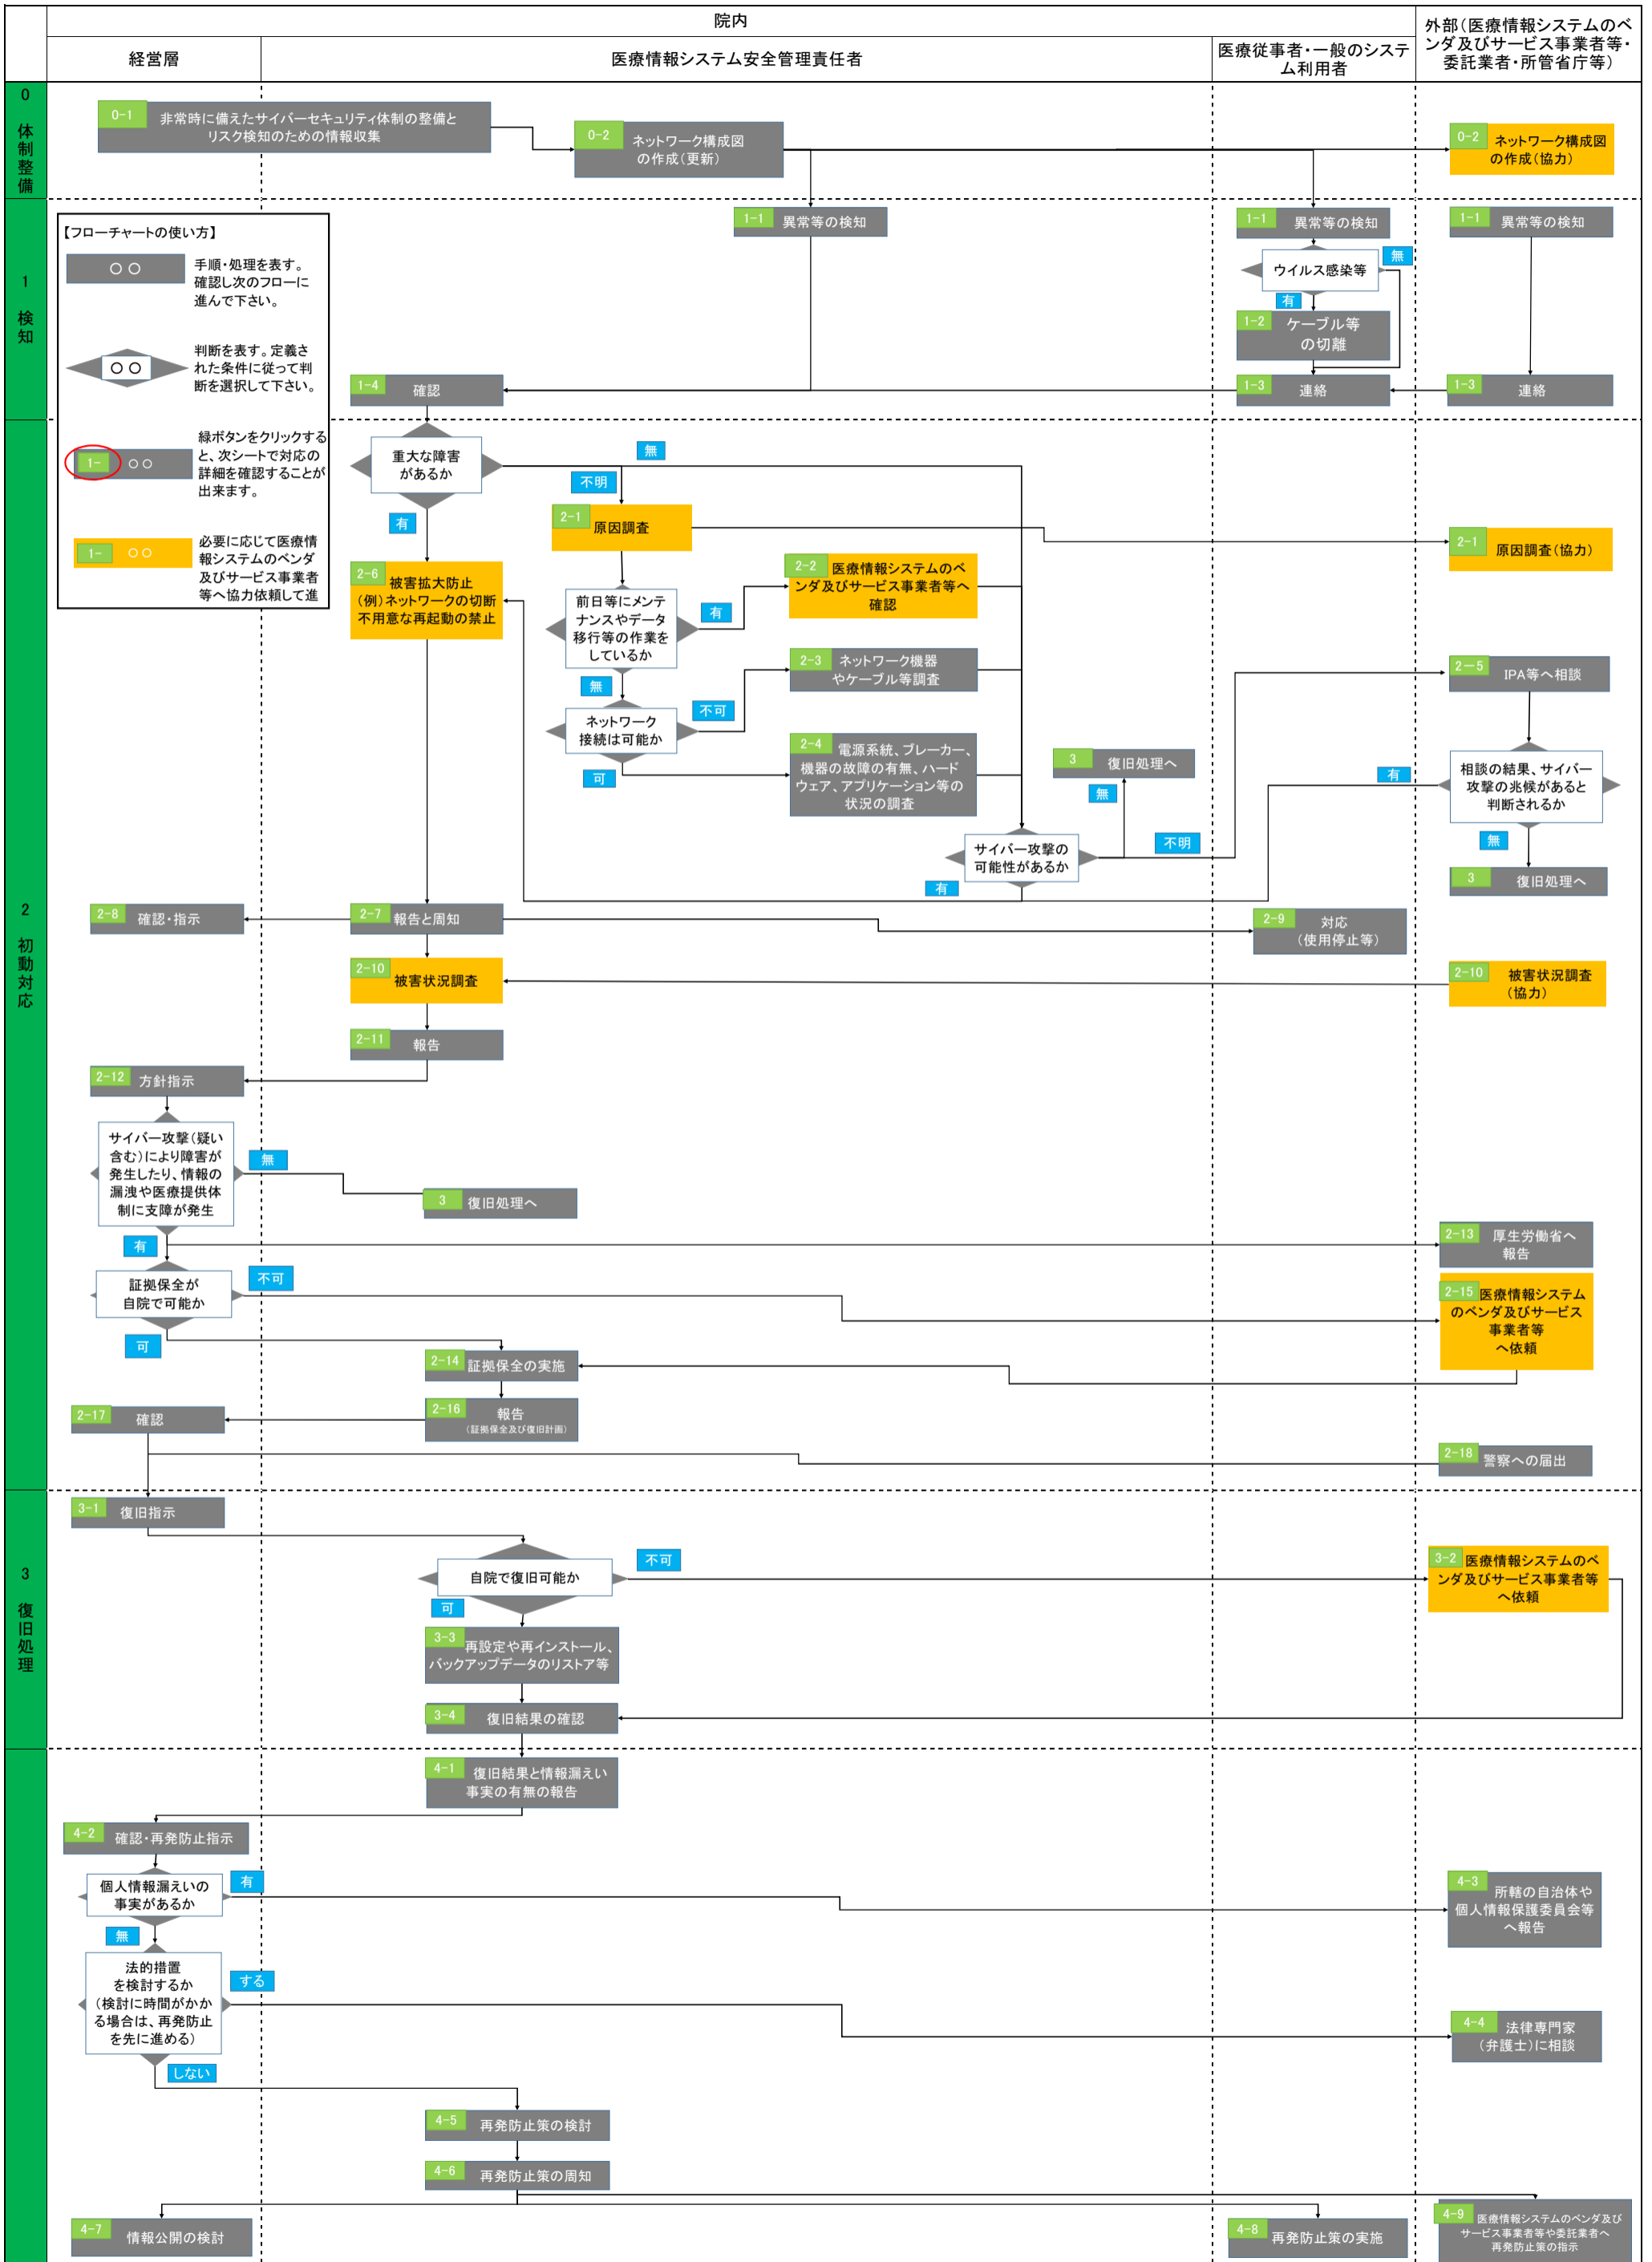 院内
外部（医療情報システムのベ
ンダ及びサービス事業者等・
委託業者・所管省庁等）
経営層
医療情報システム安全管理責任者
医療従事者・一般のシステ
ム利用者
0
体制整備
0-1
非常時に備えたサイバーセキュリティ体制の整備と
リスク検知のための情報収集
0-2
ネットワーク構成図
の作成（更新）
0-2
ネットワーク構成図
の作成（協力）
1
検知
【フローチャートの使い方】
○ ○
手順・処理を表す。
確認し次のフローに
進んで下さい。
○ ○
判断を表す。定義さ
れた条件に従って判
断を選択して下さい。
1-
○ ○
緑ボタンをクリックする
と、次シートで対応の
詳細を確認することが
出来ます。
1-
○ ○
必要に応じて医療情
報システムのベンダ
及びサービス事業者
等へ協力依頼して進
1-1
異常等の検知
1-1
異常等の検知
1-1
異常等の検知
ウイルス感染等
無
有
1-2
ケーブル等
の切離
1-4
確認
1-3
連絡
1-3
連絡
2
初動対応
重大な障害
があるか
無
不明
有
2-1
原因調査
2-1
原因調査（協力）
2-6
被害拡大防止
（例）ネットワークの切断
不用意な再起動の禁止
2-2
医療情報システムのベ
ンダ及びサービス事業者等へ
確認
前日等にメンテ
ナンスやデータ
移行等の作業を
しているか
有
無
2-3
ネットワーク機器
やケーブル等調査
2－5
IPA等へ相談
ネットワーク
接続は可能か
不可
可
2-4
電源系統、ブレーカー、
機器の故障の有無、ハード
ウェア、アプリケーション等の
状況の調査
3
復旧処理へ
無
サイバー攻撃の
可能性があるか
不明
有
有
相談の結果、サイバー
攻撃の兆候があると
判断されるか
無
3
復旧処理へ
2-8
確認・指示
2-7
報告と周知
2-9
対応
（使用停止等）
2-10
被害状況調査
2-10
被害状況調査
（協力）
2-11
報告
2-12
方針指示
サイバー攻撃（疑い
含む）により障害が
発生したり、情報の
漏洩や医療提供体
制に支障が発生
無
3
復旧処理へ
有
2-13
厚生労働省へ
報告
証拠保全が
自院で可能か
不可
可
2-15
医療情報システム
のベンダ及びサービス
事業者等
へ依頼
2-14
証拠保全の実施
2-17
確認
2-16
報告
（証拠保全及び復旧計画）
2-18
警察への届出
3
復旧処理
3-1
復旧指示
自院で復旧可能か
不可
可
3-2
医療情報システムのベ
ンダ及びサービス事業者等
へ依頼
3-3
再設定や再インストール、
バックアップデータのリストア等
3-4
復旧結果の確認
4-1
復旧結果と情報漏えい
事実の有無の報告
4-2
確認・再発防止指示
個人情報漏えいの
事実があるか
有
無
4-3
所轄の自治体や
個人情報保護委員会等
へ報告
法的措置
を検討するか
（検討に時間がかか
る場合は、再発防止
を先に進める）
する
しない
4-4
法律専門家
（弁護士）に相談
4-5
再発防止策の検討
4-6
再発防止策の周知
4-7
情報公開の検討
4-8
再発防止策の実施
4-9
医療情報システムのベンダ及び
サービス事業者等や委託業者へ
再発防止策の指示